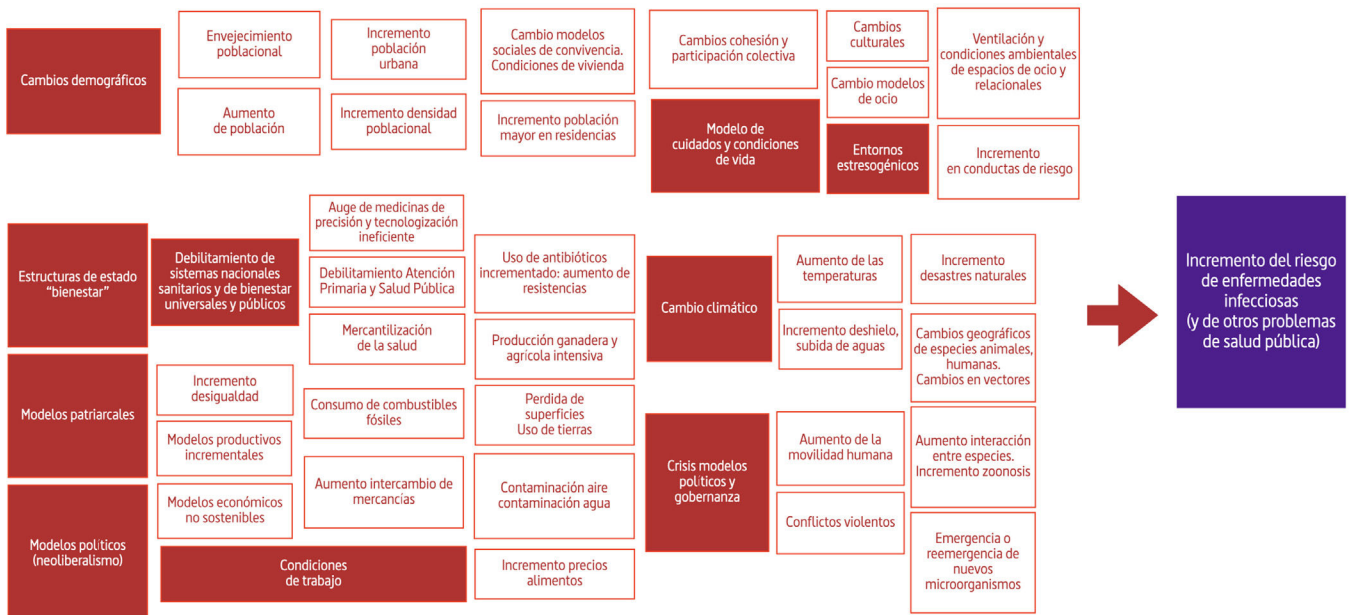 Cambios demográficos
Envejecimiento
poblacional
Incremento
población
urbana
Cambio modelos
sociales de convivencia.
Condiciones de vivienda
Aumento
de población
Incremento densidad
poblacional
Incremento población
mayor en residencias
Cambios cohesión y
participación colectiva
Cambios
culturales
Cambio modelos
de ocio
Ventilación y
condiciones ambientales
de espacios de ocio y
relacionales
Modelo de
cuidados y condiciones
de vida
Entornos
estresogénicos
Incremento
en conductas de riesgo
Estructuras de estado
“bienestar”
Debilitamiento de
sistemas nacionales
sanitarios y de bienestar
universales y públicos
Auge de medicinas de
precisión y tecnologización
ineficiente
Debilitamiento Atención
Primaria y Salud Pública
Mercantilización
de la salud
Uso de antibióticos
incrementado: aumento de
resistencias
Producción ganadera y
agrícola intensiva
Modelos patriarcales
Incremento
desigualdad
Modelos productivos
incrementales
Consumo de combustibles
fósiles
Perdida de
superficies
Uso de tierras
Modelos políticos
(neoliberalismo)
Modelos económicos
no sostenibles
Aumento intercambio de
mercancías
Contaminación aire
contaminación agua
Condiciones
de trabajo
Incremento precios
alimentos
Cambio climático
Aumento de las
temperaturas
Incremento
desastres naturales
Incremento deshielo,
subida de aguas
Cambios geográficos
de especies animales,
humanas.
Cambios en vectores
Crisis modelos
políticos y
gobernanza
Aumento de la
movilidad humana
Aumento interacción
entre especies.
Incremento zoonosis
Conflictos violentos
Emergencia o
reemergencia de
nuevos
microorganismos
Incremento del riesgo
de enfermedades
infecciosas
(y de otros problemas
de salud pública)